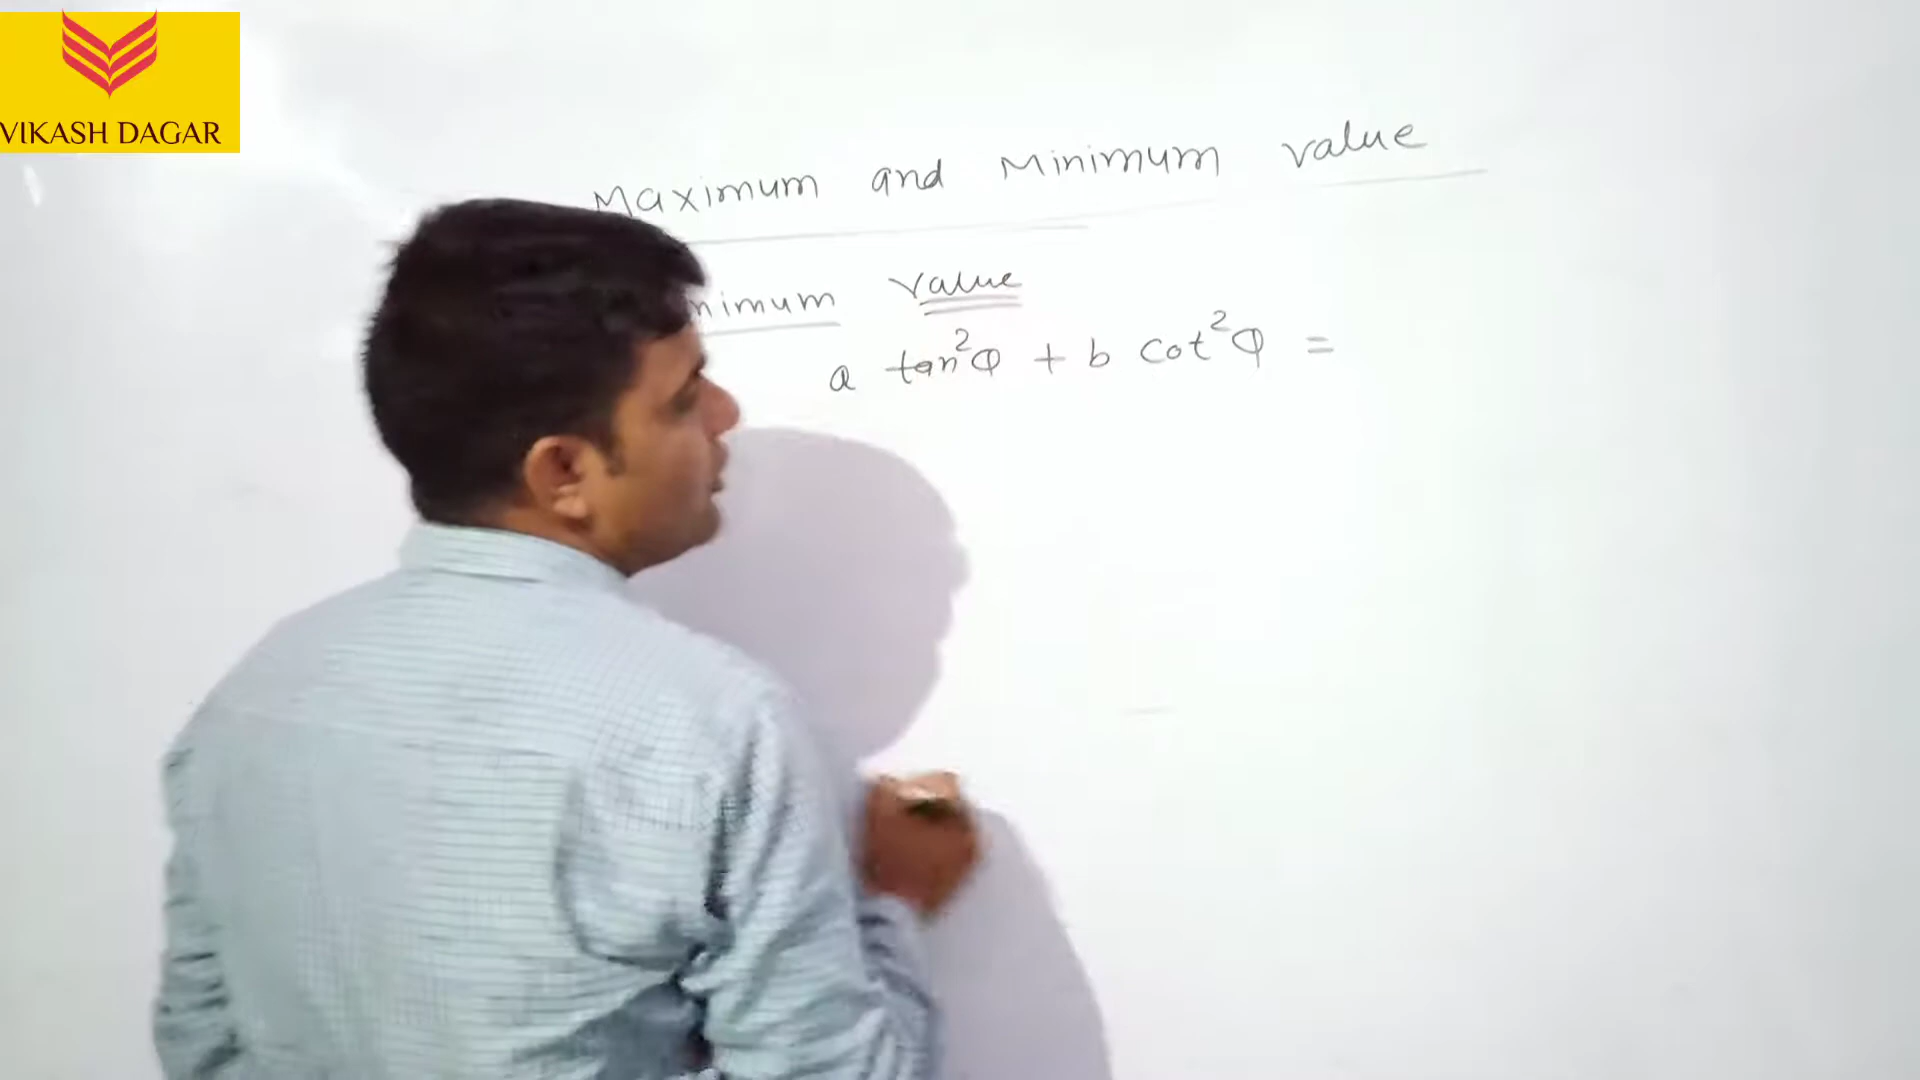 VIKASH DAGAR
Maximum and Minimum value
nimum value
a tan²φ + b cot²φ =